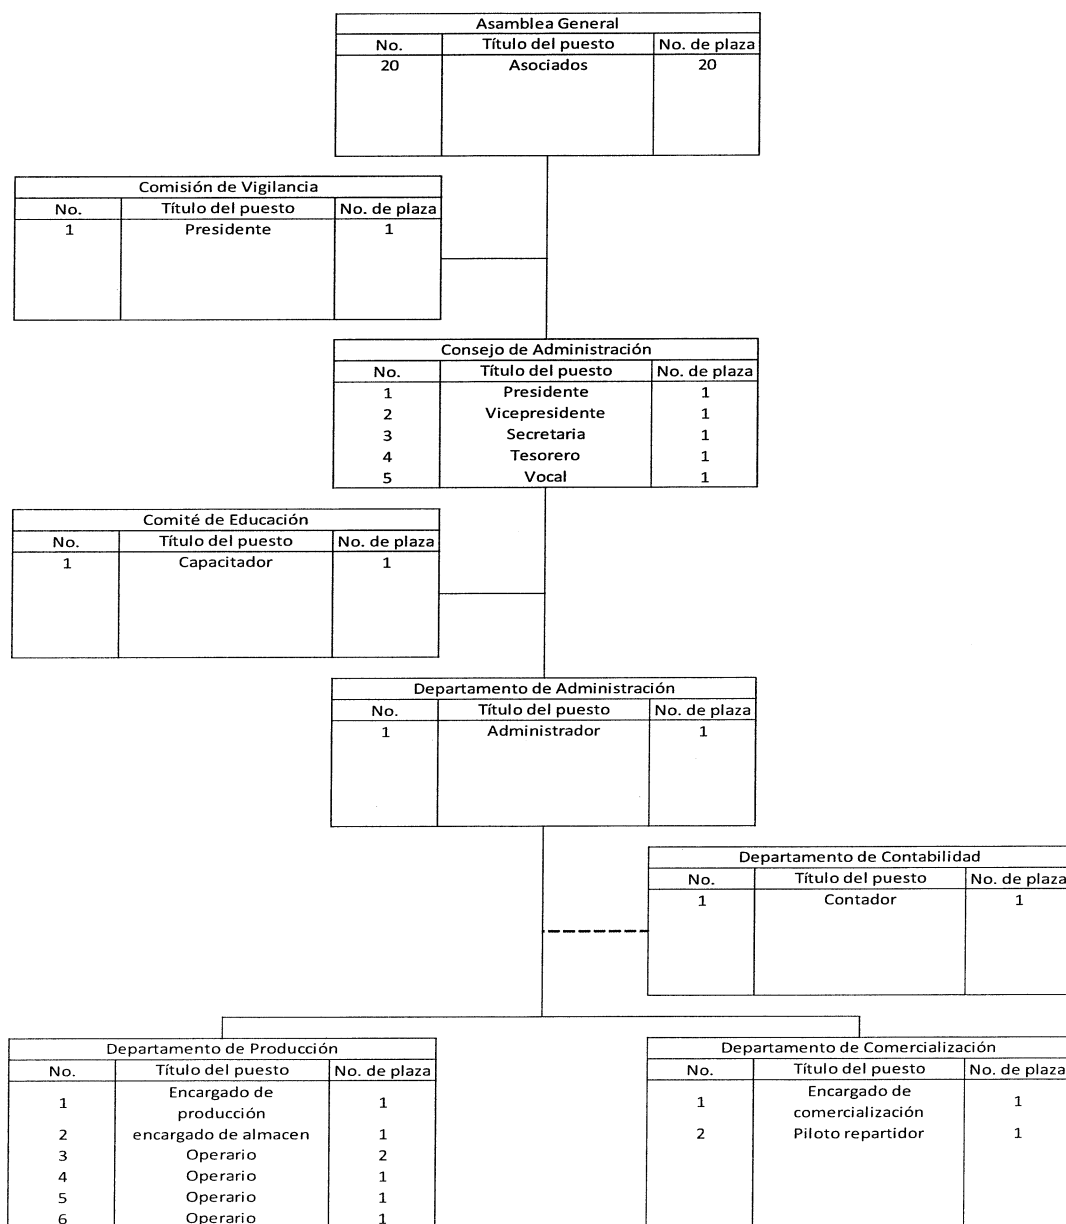 Asamblea General
No. Título del puesto No. de plaza
20 Asociados 20
Comisión de Vigilancia
No. Título del puesto No. de plaza
1 Presidente 1
Consejo de Administración
No. Título del puesto No. de plaza
1 Presidente 1
2 Vicepresidente 1
3 Secretaria 1
4 Tesorero 1
5 Vocal 1
Comité de Educación
No. Título del puesto No. de plaza
1 Capacitador 1
Departamento de Administración
No. Título del puesto No. de plaza
1 Administrador 1
Departamento de Contabilidad
No. Título del puesto No. de plaza
1 Contador 1
Departamento de Producción
No. Título del puesto No. de plaza
1 Encargado de producción 1
2 encargado de almacen 1
3 Operario 2
4 Operario 1
5 Operario 1
6 Operario 1
Departamento de Comercialización
No. Título del puesto No. de plaza
1 Encargado de comercialización 1
2 Piloto repartidor 1